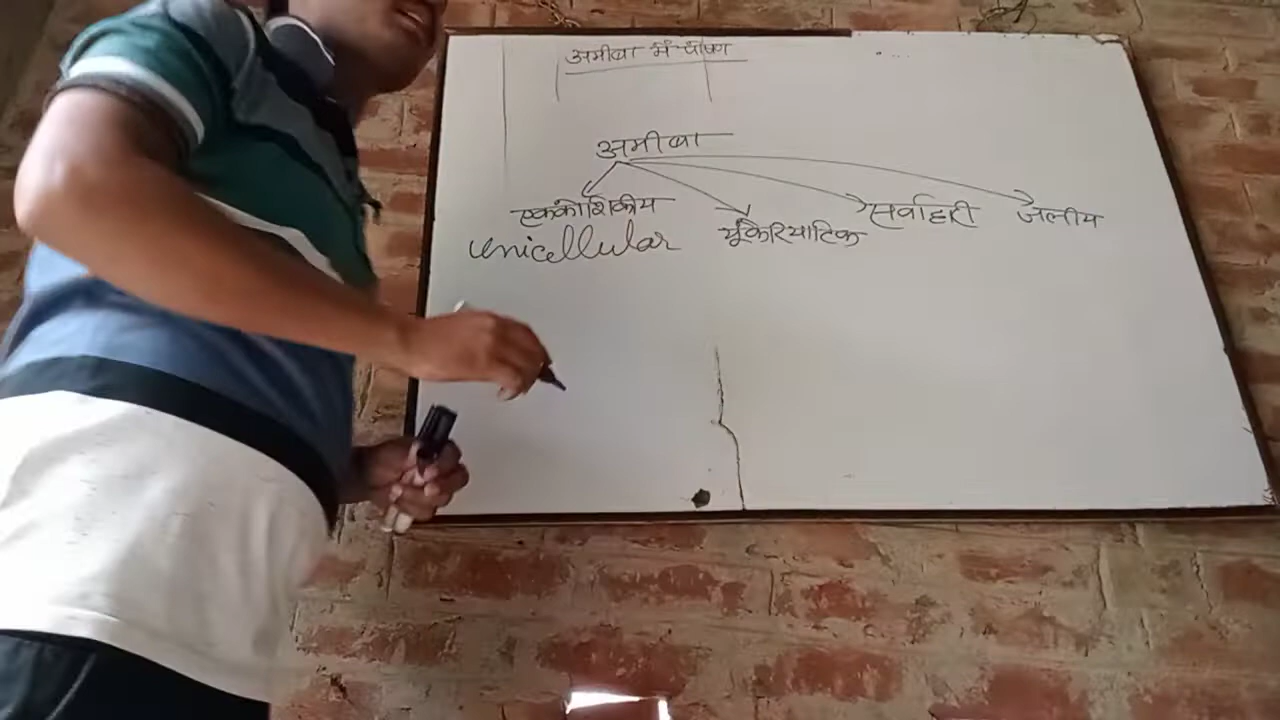 अमीबा में पोषण
अमीबा
एककोशिकीय यूकैरियाटिक सर्वाहारी जलीय
unicellular